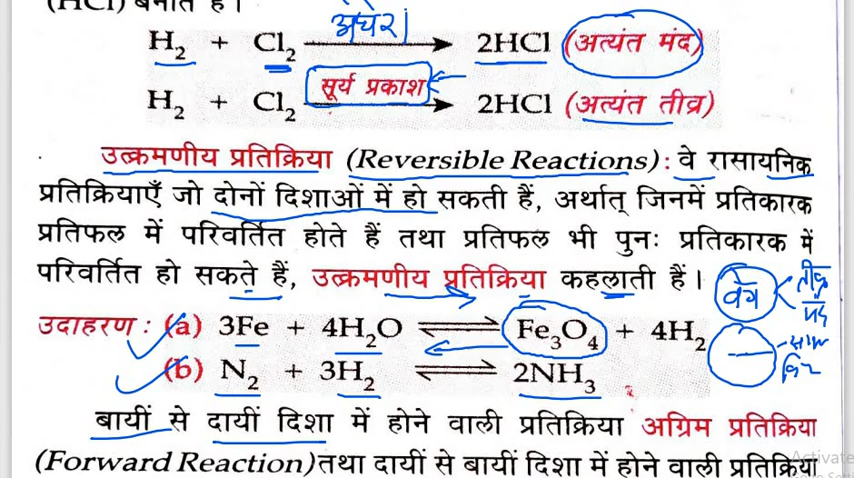 (HCl) बनाते हैं।
अंधेरा
H₂ + Cl₂ → 2HCl (अत्यंत मंद)
सूर्य प्रकाश
H₂ + Cl₂ → 2HCl (अत्यंत तीव्र)
उत्क्रमणीय प्रतिक्रिया (Reversible Reactions) : वे रासायनिक
प्रतिक्रियाएँ जो दोनों दिशाओं में हो सकती हैं, अर्थात् जिनमें प्रतिकारक
प्रतिफल में परिवर्तित होते हैं तथा प्रतिफल भी पुनः प्रतिकारक में
परिवर्तित हो सकते हैं, उत्क्रमणीय प्रतिक्रिया कहलाती हैं।
वेग तीव्र
मंद
उदाहरण : (a) 3Fe + 4H₂O ⇌ Fe₃O₄ + 4H₂
(b) N₂ + 3H₂ ⇌ 2NH₃
बायीं से दायीं दिशा में होने वाली प्रतिक्रिया अग्रिम प्रतिक्रिया
(Forward Reaction) तथा दायीं से बायीं दिशा में होने वाली प्रतिक्रिया
Activate